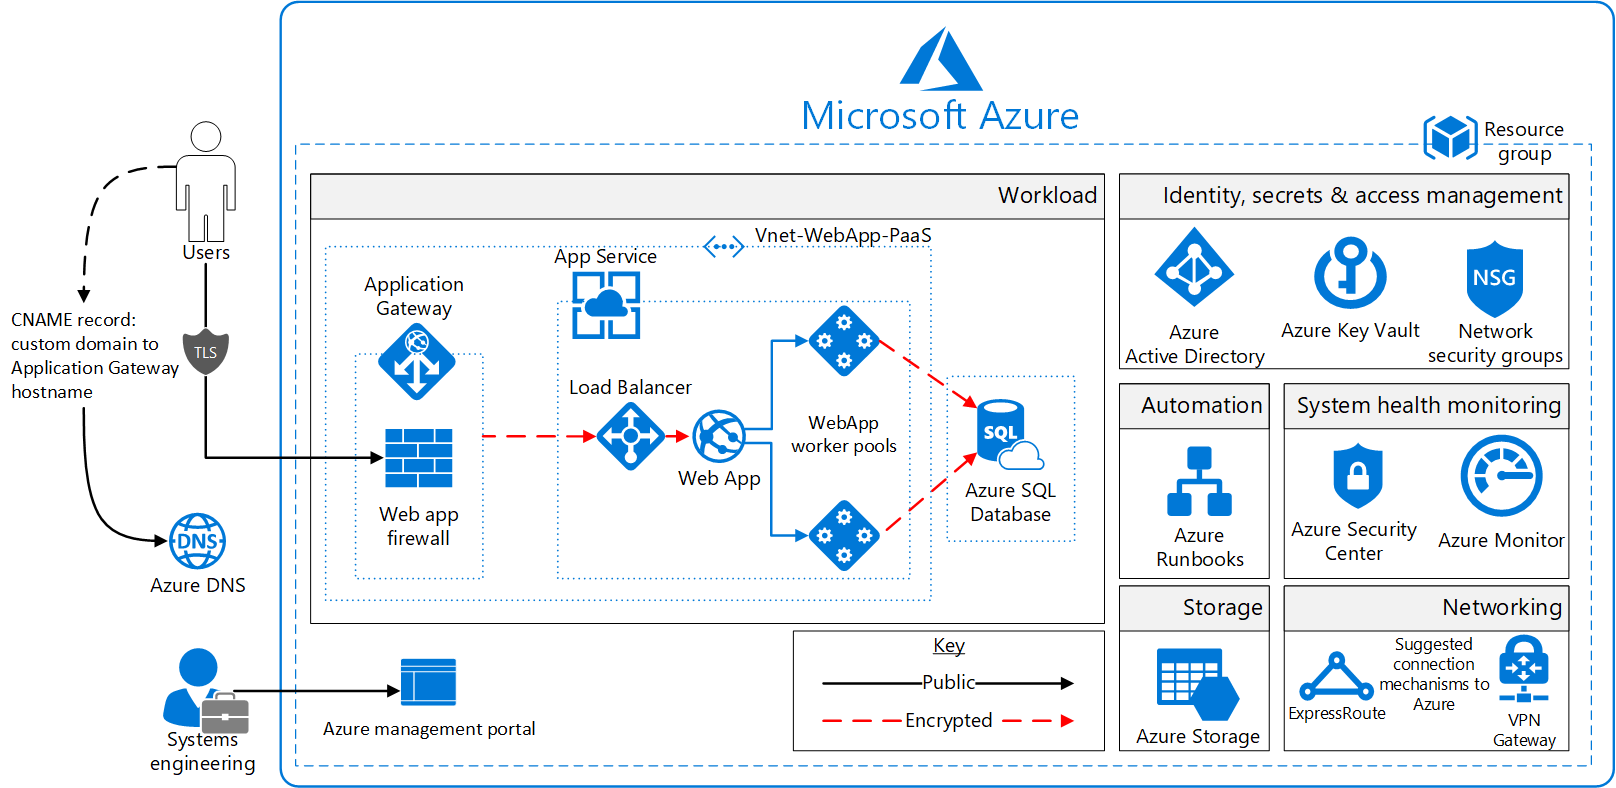 Microsoft Azure
Resource
group
Users
CNAME record:
custom domain to
Application Gateway
hostname
TLS
DNS
Azure DNS
Systems
engineering
Workload
Vnet-WebApp-PaaS
Application
Gateway
Web app
firewall
App Service
Load Balancer
Web App
WebApp
worker pools
SQL
Azure SQL
Database
Azure management portal
Key
Public
Encrypted
Identity, secrets & access management
Azure
Active Directory
Azure Key Vault
NSG
Network
security groups
Automation
Azure
Runbooks
System health monitoring
Azure Security
Center
Azure Monitor
Storage
Azure Storage
Networking
ExpressRoute
Suggested
connection
mechanisms to
Azure
VPN
Gateway